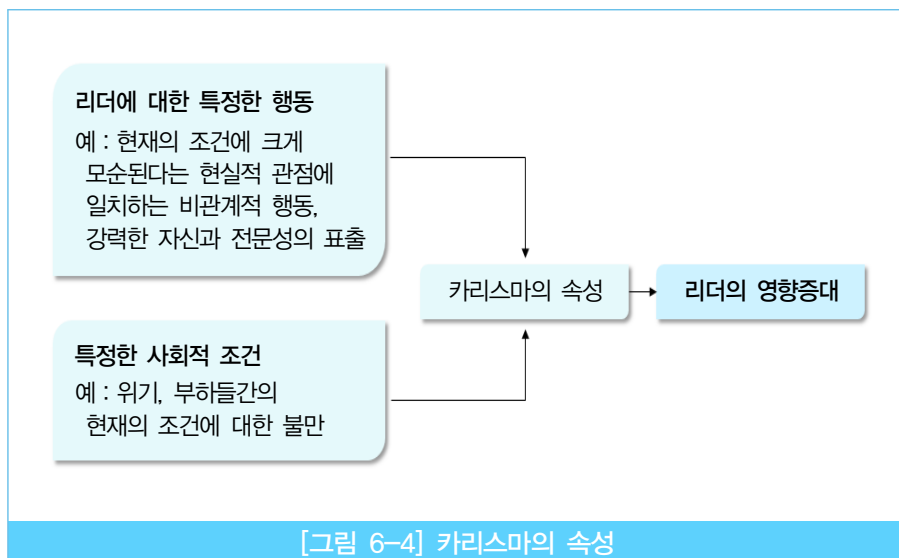 리더에 대한 특정한 행동
예 : 현재의 조건에 크게
모순된다는 현실적 관점에
일치하는 비관계적 행동,
강력한 자신과 전문성의 표출
카리스마의 속성
리더의 영향증대
특정한 사회적 조건
예 : 위기, 부하들간의
현재의 조건에 대한 불만
[그림 6-4] 카리스마의 속성